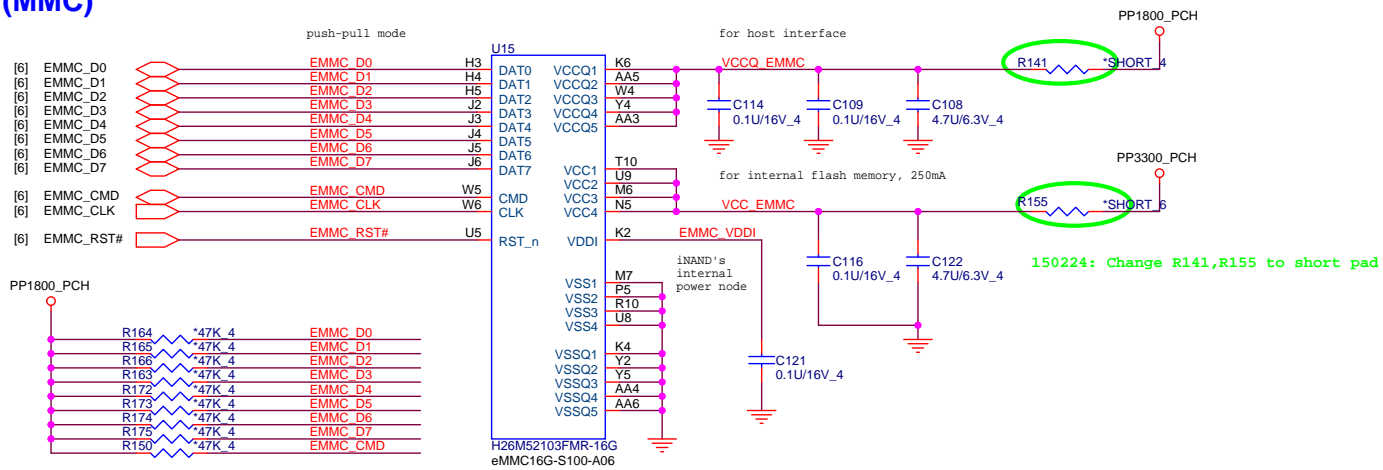 (MMC)
push-pull mode
for host interface
PP1800_PCH
U15
[6] EMMC_D0 EMMC_D0 H3 DAT0 VCCQ1 K6 VCCQ_EMMC R141 *SHORT_4
[6] EMMC_D1 EMMC_D1 H4 DAT1 VCCQ2 AA5
[6] EMMC_D2 EMMC_D2 H5 DAT2 VCCQ3 W4
[6] EMMC_D3 EMMC_D3 J2 DAT3 VCCQ4 Y4
[6] EMMC_D4 EMMC_D4 J3 DAT4 VCCQ5 AA3
[6] EMMC_D5 EMMC_D5 J4 DAT5
[6] EMMC_D6 EMMC_D6 J5 DAT6
[6] EMMC_D7 EMMC_D7 J6 DAT7
C114 0.1U/16V_4
C109 0.1U/16V_4
C108 4.7U/6.3V_4
VCC1 T10
VCC2 U9
VCC3 M6
VCC4 N5 VCC_EMMC
for internal flash memory, 250mA
PP3300_PCH
R155 *SHORT_6
[6] EMMC_CMD EMMC_CMD W5 CMD
[6] EMMC_CLK EMMC_CLK W6 CLK
[6] EMMC_RST# EMMC_RST# U5 RST_n VDDI K2 EMMC_VDDI
iNAND's
internal
power node
C116 0.1U/16V_4
C122 4.7U/6.3V_4
150224: Change R141,R155 to short pad
VSS1 M7
VSS2 P5
VSS3 R10
VSS4 U8
VSSQ1 K4
VSSQ2 Y2
VSSQ3 Y5
VSSQ4 AA4
VSSQ5 AA6
C121 0.1U/16V_4
PP1800_PCH
R164 *47K_4 EMMC_D0
R165 *47K_4 EMMC_D1
R166 *47K_4 EMMC_D2
R163 *47K_4 EMMC_D3
R172 *47K_4 EMMC_D4
R173 *47K_4 EMMC_D5
R174 *47K_4 EMMC_D6
R175 *47K_4 EMMC_D7
R150 *47K_4 EMMC_CMD
H26M52103FMR-16G
eMMC16G-S100-A06